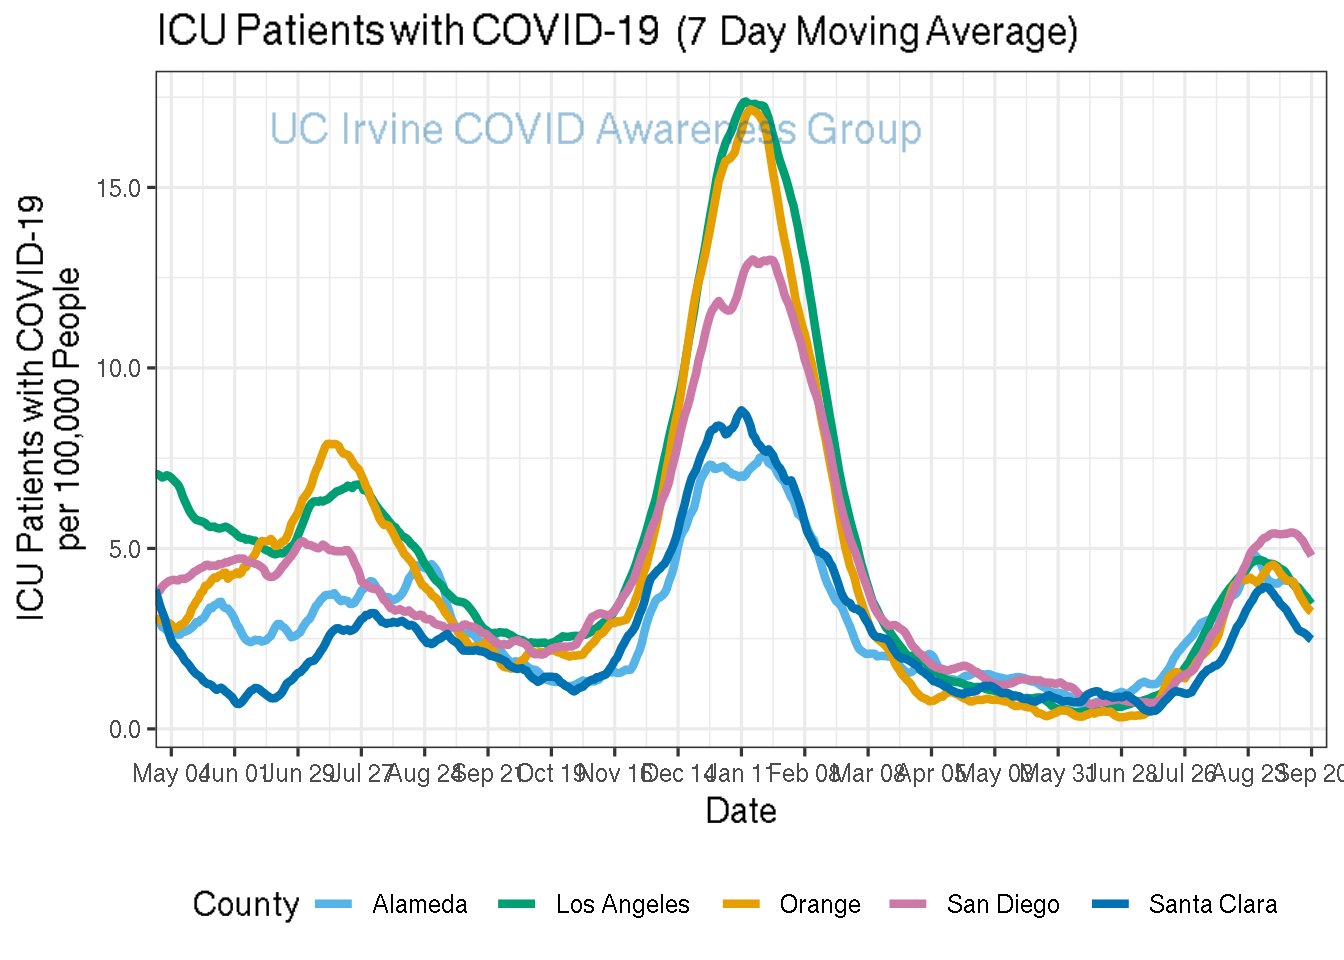 ICU Patients with COVID-19 (7 Day Moving Average)
UC Irvine COVID Awareness Group
ICU Patients with COVID-19
per 100,000 People
15.0
10.0
5.0
0.0
May 04 Jun 01 Jun 29 Jul 27 Aug 24 Sep 21 Oct 19 Nov 16 Dec 14 Jan 11 Feb 08 Mar 08 Apr 05 May 03 May 31 Jun 28 Jul 26 Aug 23 Sep 20
Date
County Alameda Los Angeles Orange San Diego Santa Clara